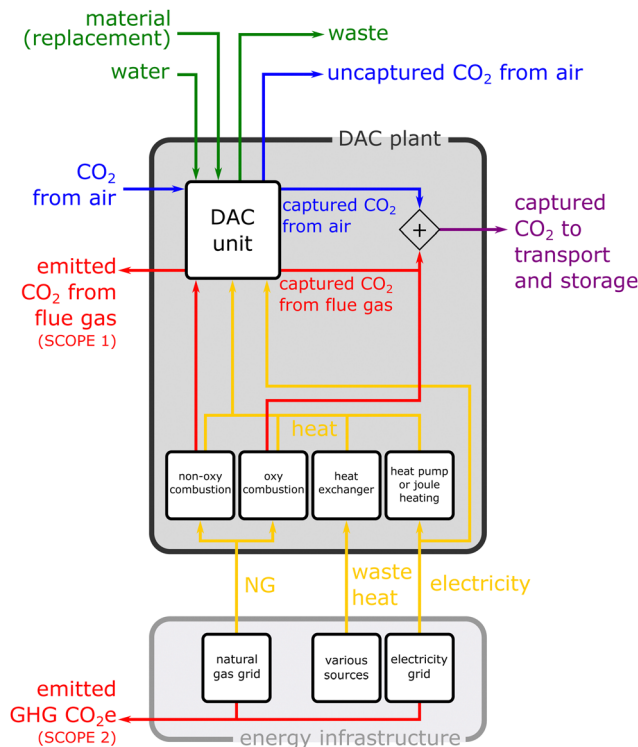 material
(replacement)
waste
water
uncaptured CO₂ from air
DAC plant
CO₂
from air
DAC
unit
captured CO₂
from air
+
captured
CO₂ to
transport
and storage
emitted
CO₂ from
flue gas
(SCOPE 1)
captured CO₂
from flue gas
heat
non-oxy
combustion
oxy
combustion
heat
exchanger
heat pump
or joule
heating
NG
waste
heat
electricity
natural
gas grid
various
sources
electricity
grid
emitted
GHG CO₂e
(SCOPE 2)
energy infrastructure